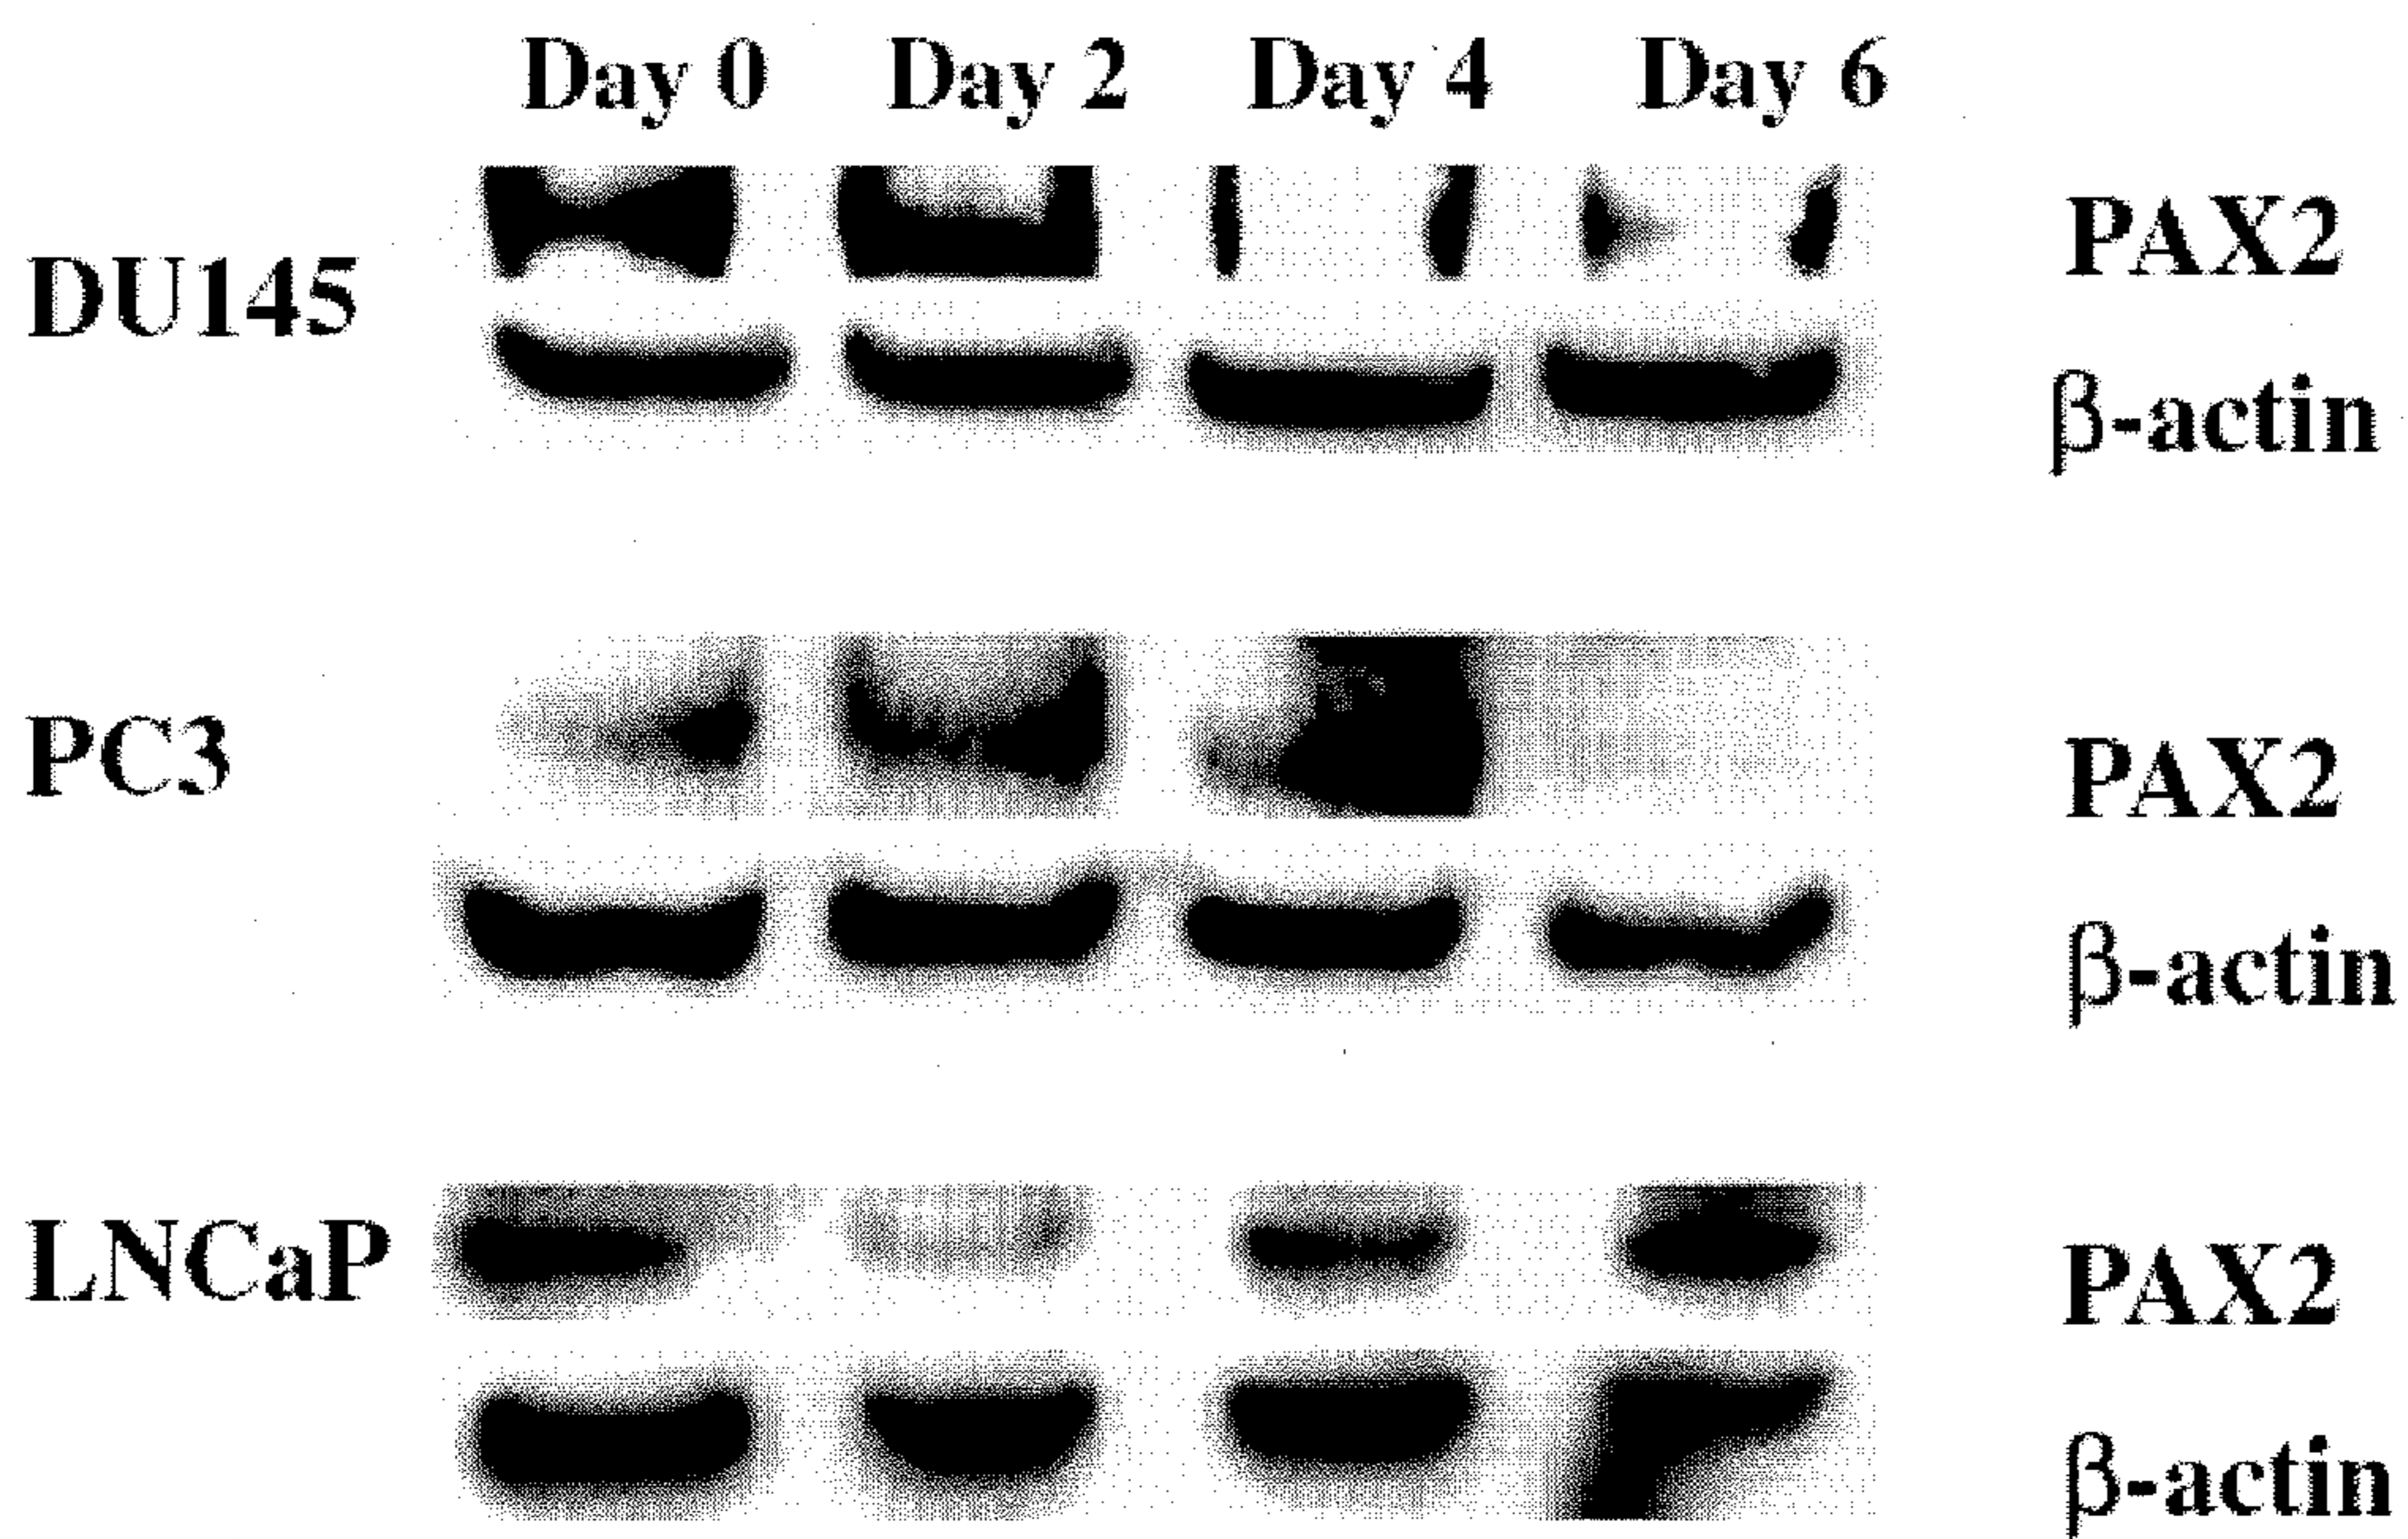 Day 0 Day 2 Day 4 Day 6
DU145 PAX2
β-actin
PC3 PAX2
β-actin
LNCaP PAX2
β-actin